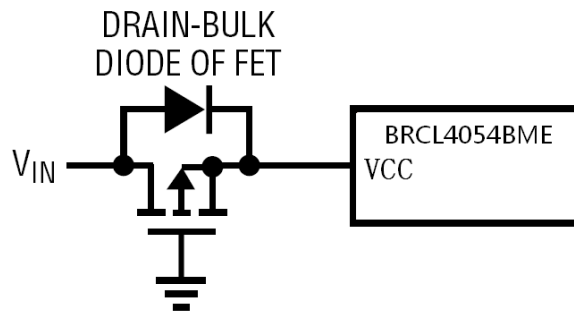 DRAIN-BULK
DIODE OF FET
BRCL4054BME
VIN
VCC